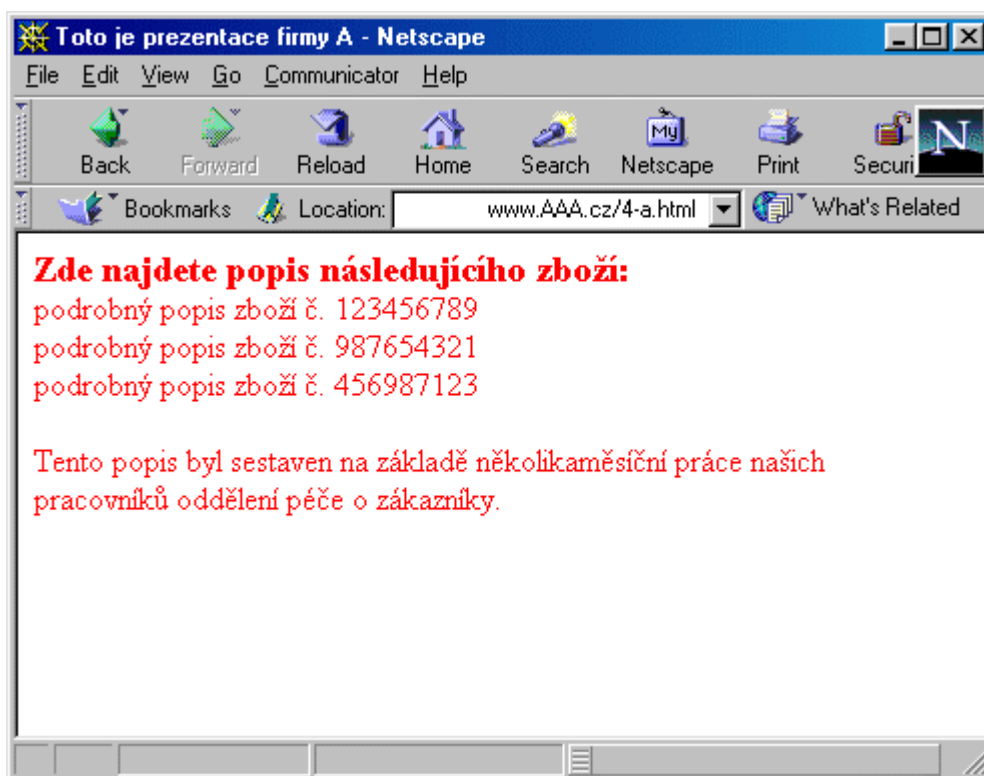 Toto je prezentace firmy A - Netscape
File Edit View Go Communicator Help
My N
Back Forward Reload Home Search Netscape Print Securi
Bookmarks Location: www.AAA.cz/4-a.html What's Related
Zde najdete popis následujícího zboží:
podrobný popis zboží č. 123456789
podrobný popis zboží č. 987654321
podrobný popis zboží č. 456987123
Tento popis byl sestaven na základě několikaměsíční práce našich
pracovníků oddělení péče o zákazníky.